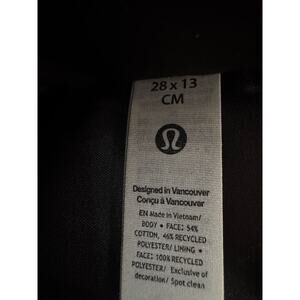 28 x 13
CM
Designed in Vancouver
Conçu à Vancouver
EN Made in Vietnam/
BODY • FACE: 54%
COTTON, 46% RECYCLED
POLYESTER/ LINING •
FACE: 100% RECYCLED
POLYESTER/ Exclusive of
decoration/ Spot clean